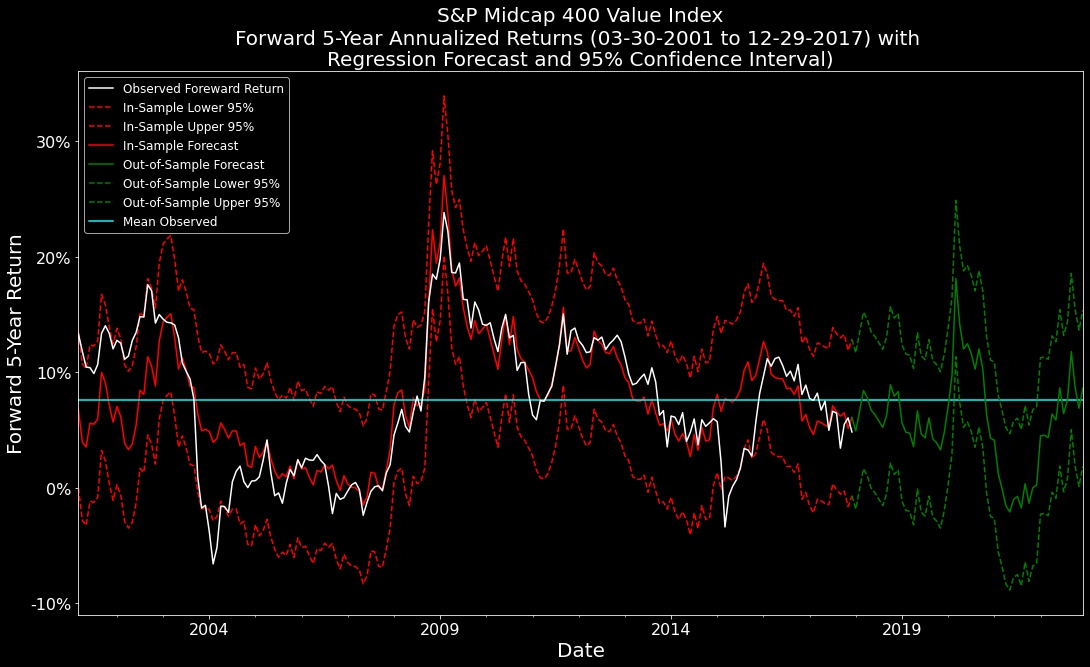 S&P Midcap 400 Value Index
Forward 5-Year Annualized Returns (03-30-2001 to 12-29-2017) with
Regression Forecast and 95% Confidence Interval)
Observed Foreward Return
In-Sample Lower 95%
In-Sample Upper 95%
In-Sample Forecast
Out-of-Sample Forecast
Out-of-Sample Lower 95%
Out-of-Sample Upper 95%
Mean Observed
Forward 5-Year Return
30%
20%
10%
0%
-10%
2004
2009
2014
2019
Date